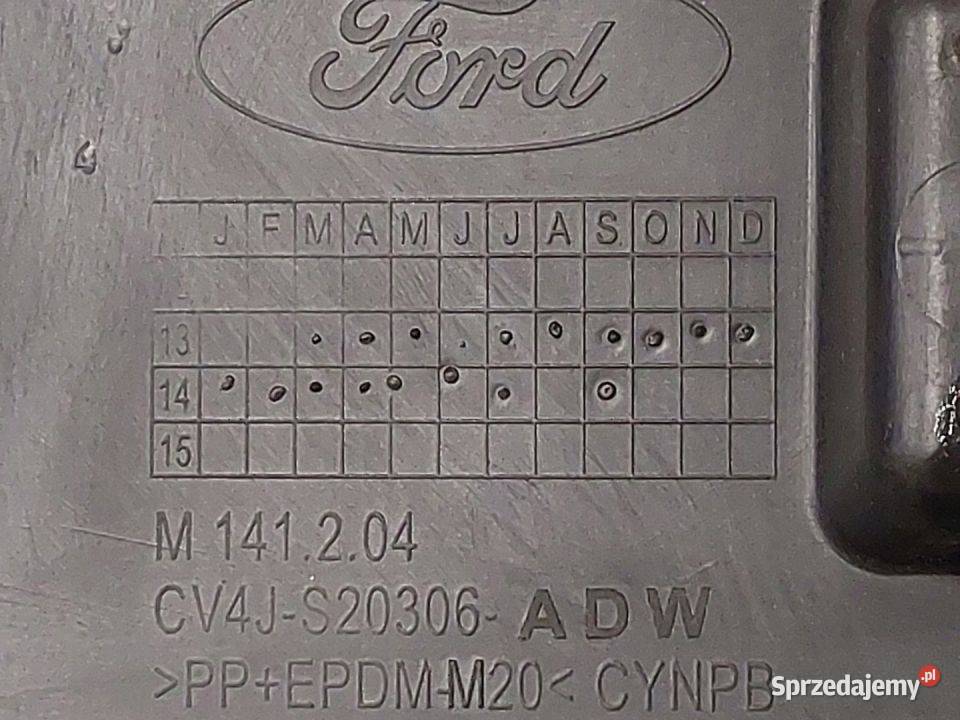 Ford
J F M A M J J A S O N D
13
14
15
M 141.2.04
CV4J-S20306-ADW
>PP+EPDM-M20< CYNPB
Sprzedajemy.pl